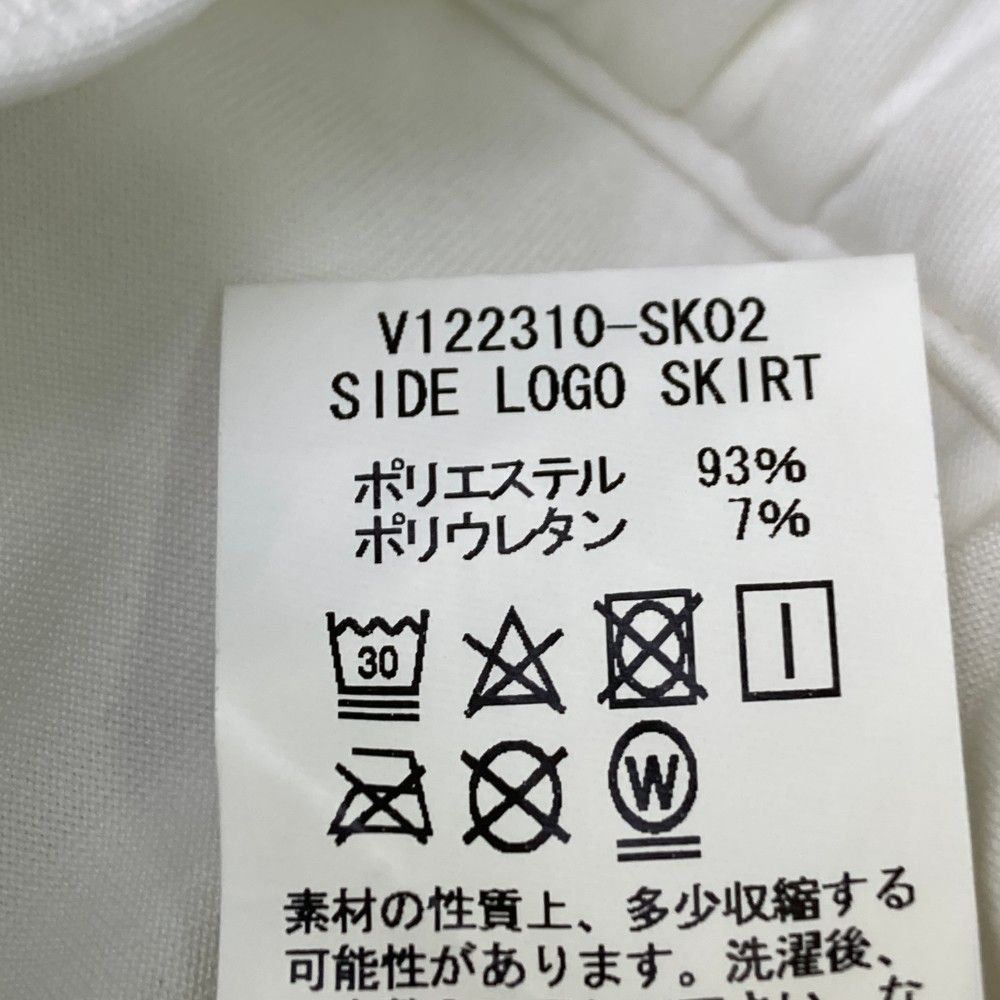 V122310-SK02
SIDE LOGO SKIRT
ポリエステル 93%
ポリウレタン 7%
30
W
素材の性質上、多少収縮する
可能性があります。洗濯後、